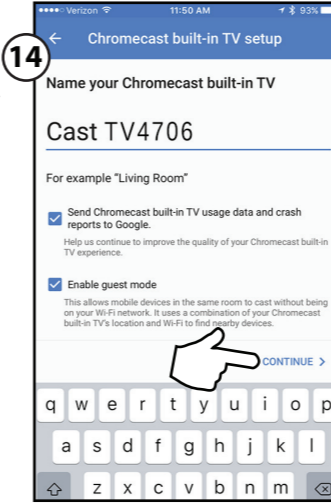 Verizon 11:50 AM 93%
14
Chromecast built-in TV setup
Name your Chromecast built-in TV
Cast TV4706
For example “Living Room”
Send Chromecast built-in TV usage data and crash
reports to Google.
Help us continue to improve the quality of your Chromecast built-in
TV experience.
Enable guest mode
This allows mobile devices in the same room to cast without being
on your Wi-Fi network. It uses a combination of your Chromecast
built-in TV's location and Wi-Fi to find nearby devices.
CONTINUE >
q w e r t y u i o p
a s d f g h j k l
z x c v b n m